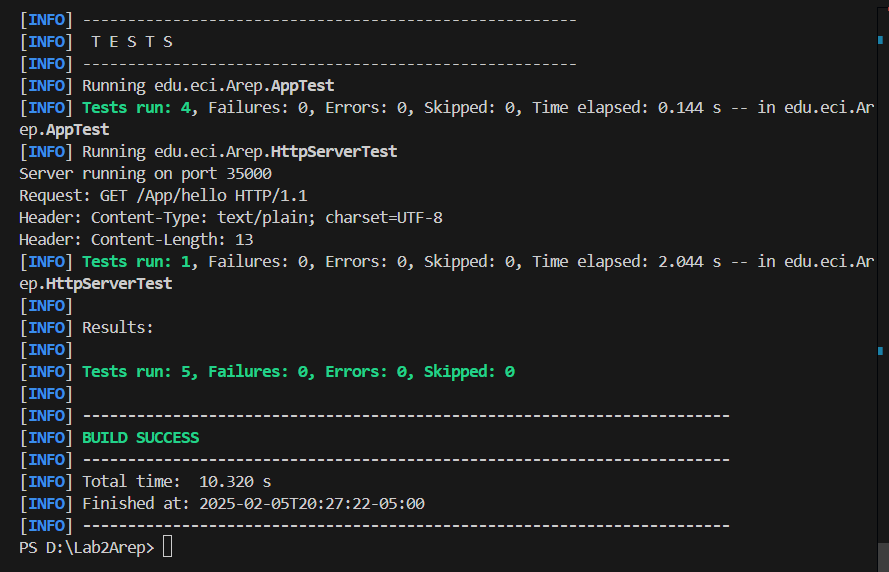 [INFO] -------------------------------------------------------
[INFO]  T E S T S
[INFO] -------------------------------------------------------
[INFO] Running edu.eci.Arep.AppTest
[INFO] Tests run: 4, Failures: 0, Errors: 0, Skipped: 0, Time elapsed: 0.144 s -- in edu.eci.Ar
ep.AppTest
[INFO] Running edu.eci.Arep.HttpServerTest
Server running on port 35000
Request: GET /App/hello HTTP/1.1
Header: Content-Type: text/plain; charset=UTF-8
Header: Content-Length: 13
[INFO] Tests run: 1, Failures: 0, Errors: 0, Skipped: 0, Time elapsed: 2.044 s -- in edu.eci.Ar
ep.HttpServerTest
[INFO]
[INFO] Results:
[INFO]
[INFO] Tests run: 5, Failures: 0, Errors: 0, Skipped: 0
[INFO]
[INFO] ------------------------------------------------------------------------
[INFO] BUILD SUCCESS
[INFO] ------------------------------------------------------------------------
[INFO] Total time:  10.320 s
[INFO] Finished at: 2025-02-05T20:27:22-05:00
[INFO] ------------------------------------------------------------------------
PS D:\Lab2Arep>